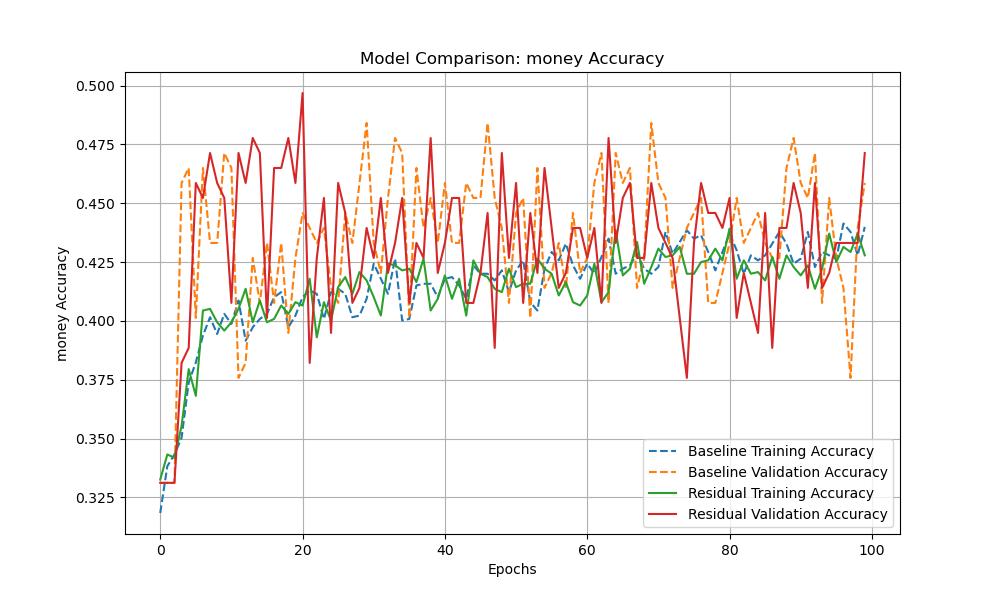 Model Comparison: money Accuracy
money Accuracy
0.500
0.475
0.450
0.425
0.400
0.375
0.350
0.325
0
20
40
60
80
100
Epochs
Baseline Training Accuracy
Baseline Validation Accuracy
Residual Training Accuracy
Residual Validation Accuracy